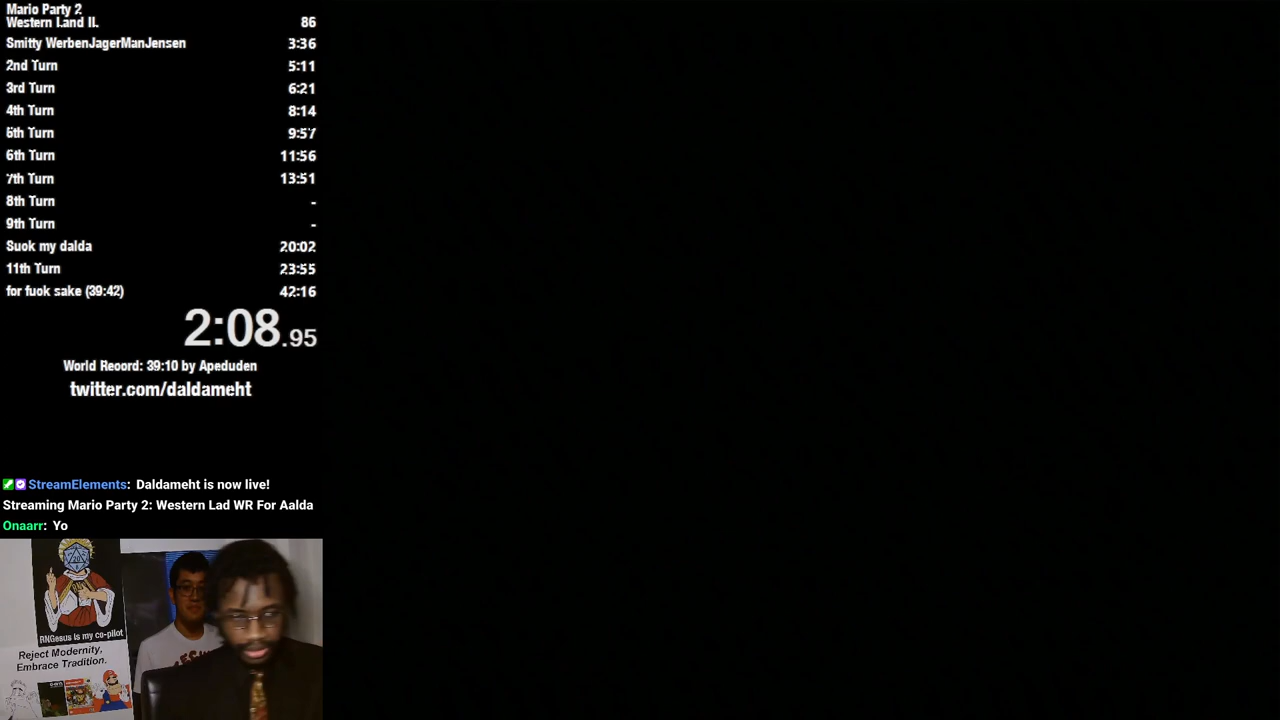 Mario Party 2
Western Land II. 86
Smitty WerbenJagerManJensen 3:36
2nd Turn 5:11
3rd Turn 6:21
4th Turn 8:14
5th Turn 9:57
6th Turn 11:56
7th Turn 13:51
8th Turn -
9th Turn -
Suck my dalda 20:02
11th Turn 23:55
for fuck sake (39:42) 42:16
2:08.95
World Record: 39:10 by Apeduden
twitter.com/daldameht
StreamElements: Daldameht is now live!
Streaming Mario Party 2: Western Lad WR For Aalda
Onaarr: Yo
RNGesus is my co-pilot
Reject Modernity,
Embrace Tradition.